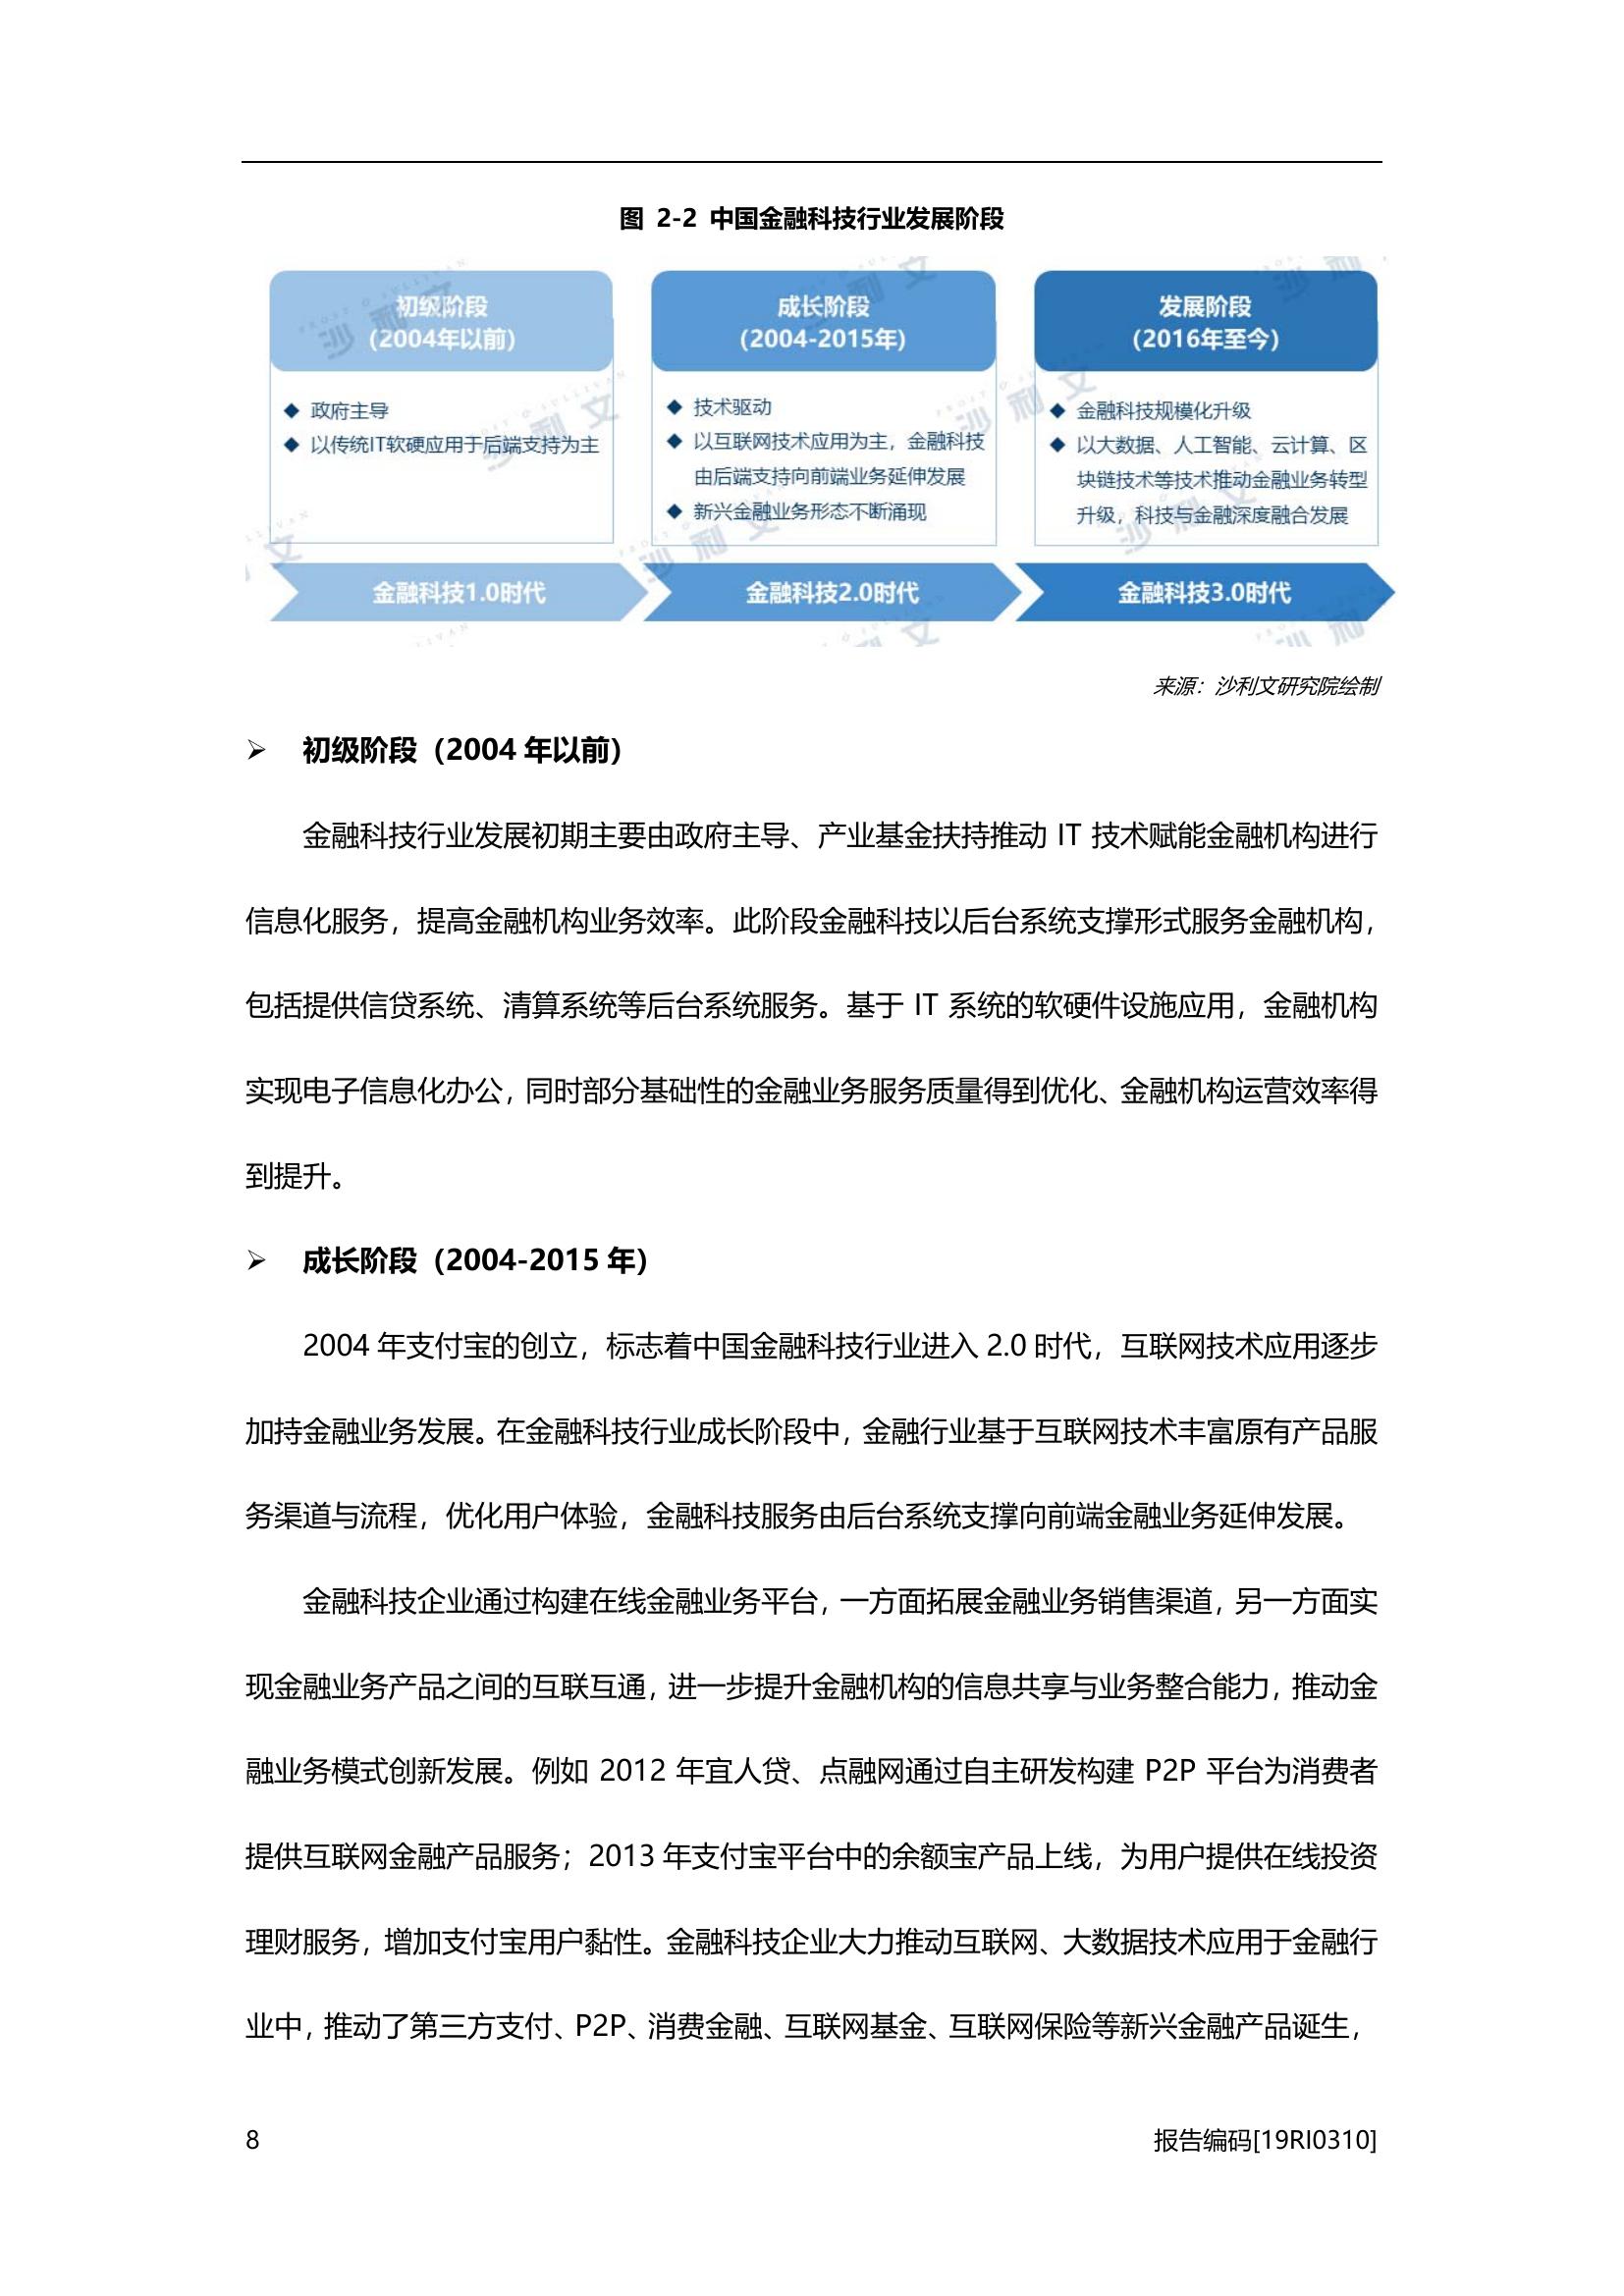 图 2-2 中国金融科技行业发展阶段
初级阶段
(2004年以前)
政府主导
以传统IT软硬应用于后端支持为主
金融科技1.0时代
成长阶段
(2004-2015年)
技术驱动
以互联网技术应用为主，金融科技
由后端支持向前端业务延伸发展
新兴金融业务形态不断涌现
金融科技2.0时代
发展阶段
(2016年至今)
金融科技规模化升级
以大数据、人工智能、云计算、区
块链技术等技术推动金融业务转型
升级，科技与金融深度融合发展
金融科技3.0时代
来源：沙利文研究院绘制
初级阶段（2004 年以前）
金融科技行业发展初期主要由政府主导、产业基金扶持推动 IT 技术赋能金融机构进行
信息化服务，提高金融机构业务效率。此阶段金融科技以后台系统支撑形式服务金融机构，
包括提供信贷系统、清算系统等后台系统服务。基于 IT 系统的软硬件设施应用，金融机构
实现电子信息化办公，同时部分基础性的金融业务服务质量得到优化、金融机构运营效率得
到提升。
成长阶段（2004-2015 年）
2004 年支付宝的创立，标志着中国金融科技行业进入 2.0 时代，互联网技术应用逐步
加持金融业务发展。在金融科技行业成长阶段中，金融行业基于互联网技术丰富原有产品服
务渠道与流程，优化用户体验，金融科技服务由后台系统支撑向前端金融业务延伸发展。
金融科技企业通过构建在线金融业务平台，一方面拓展金融业务销售渠道，另一方面实
现金融业务产品之间的互联互通，进一步提升金融机构的信息共享与业务整合能力，推动金
融业务模式创新发展。例如 2012 年宜人贷、点融网通过自主研发构建 P2P 平台为消费者
提供互联网金融产品服务；2013 年支付宝平台中的余额宝产品上线，为用户提供在线投资
理财服务，增加支付宝用户黏性。金融科技企业大力推动互联网、大数据技术应用于金融行
业中，推动了第三方支付、P2P、消费金融、互联网基金、互联网保险等新兴金融产品诞生，
8
报告编码[19RI0310]